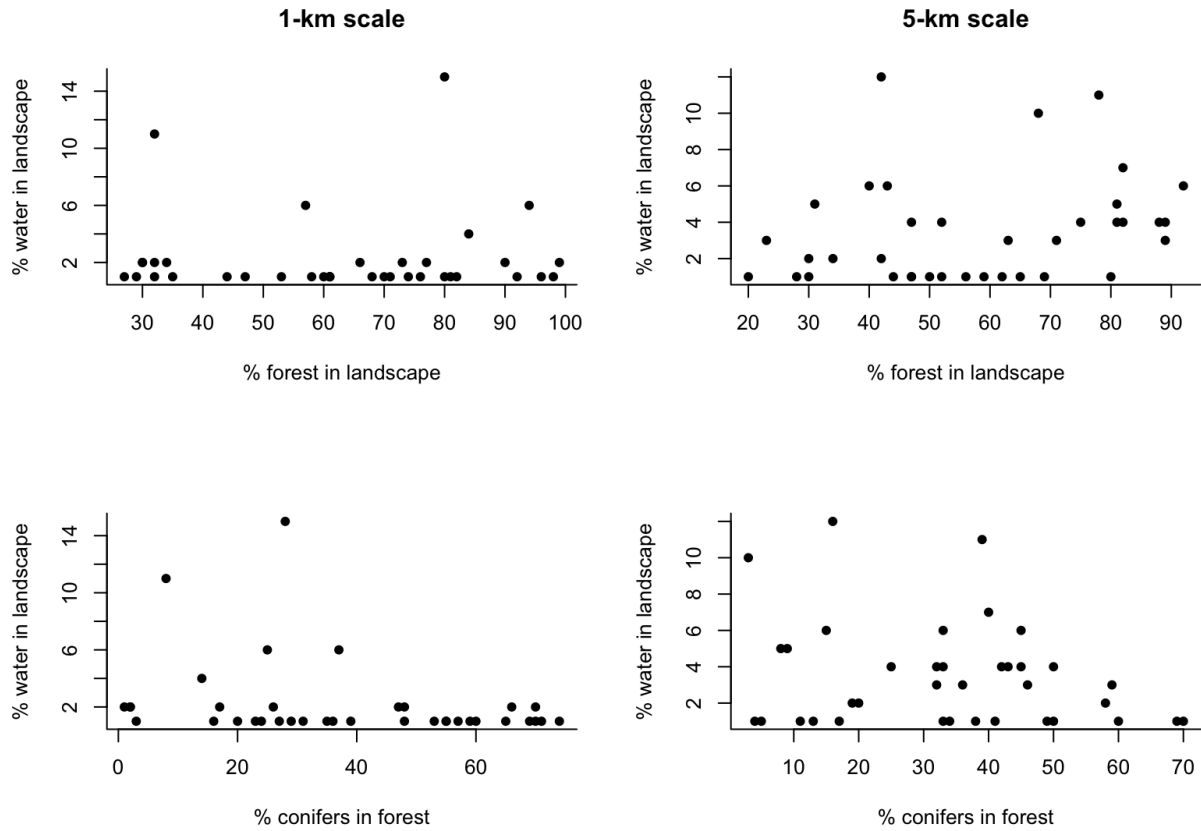 1-km scale
5-km scale
% water in landscape
2 6 10 14
30 40 50 60 70 80 90 100
% forest in landscape
% water in landscape
2 4 6 8 10
20 30 40 50 60 70 80 90
% forest in landscape
% water in landscape
2 6 10 14
0 20 40 60
% conifers in forest
% water in landscape
2 4 6 8 10
10 20 30 40 50 60 70
% conifers in forest